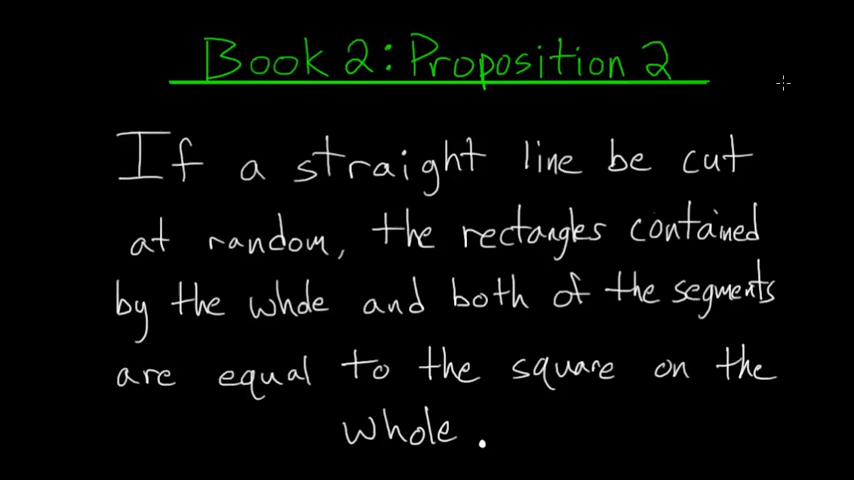 Book 2: Proposition 2
If a straight line be cut
at random, the rectangles contained
by the whole and both of the segments
are equal to the square on the
whole.